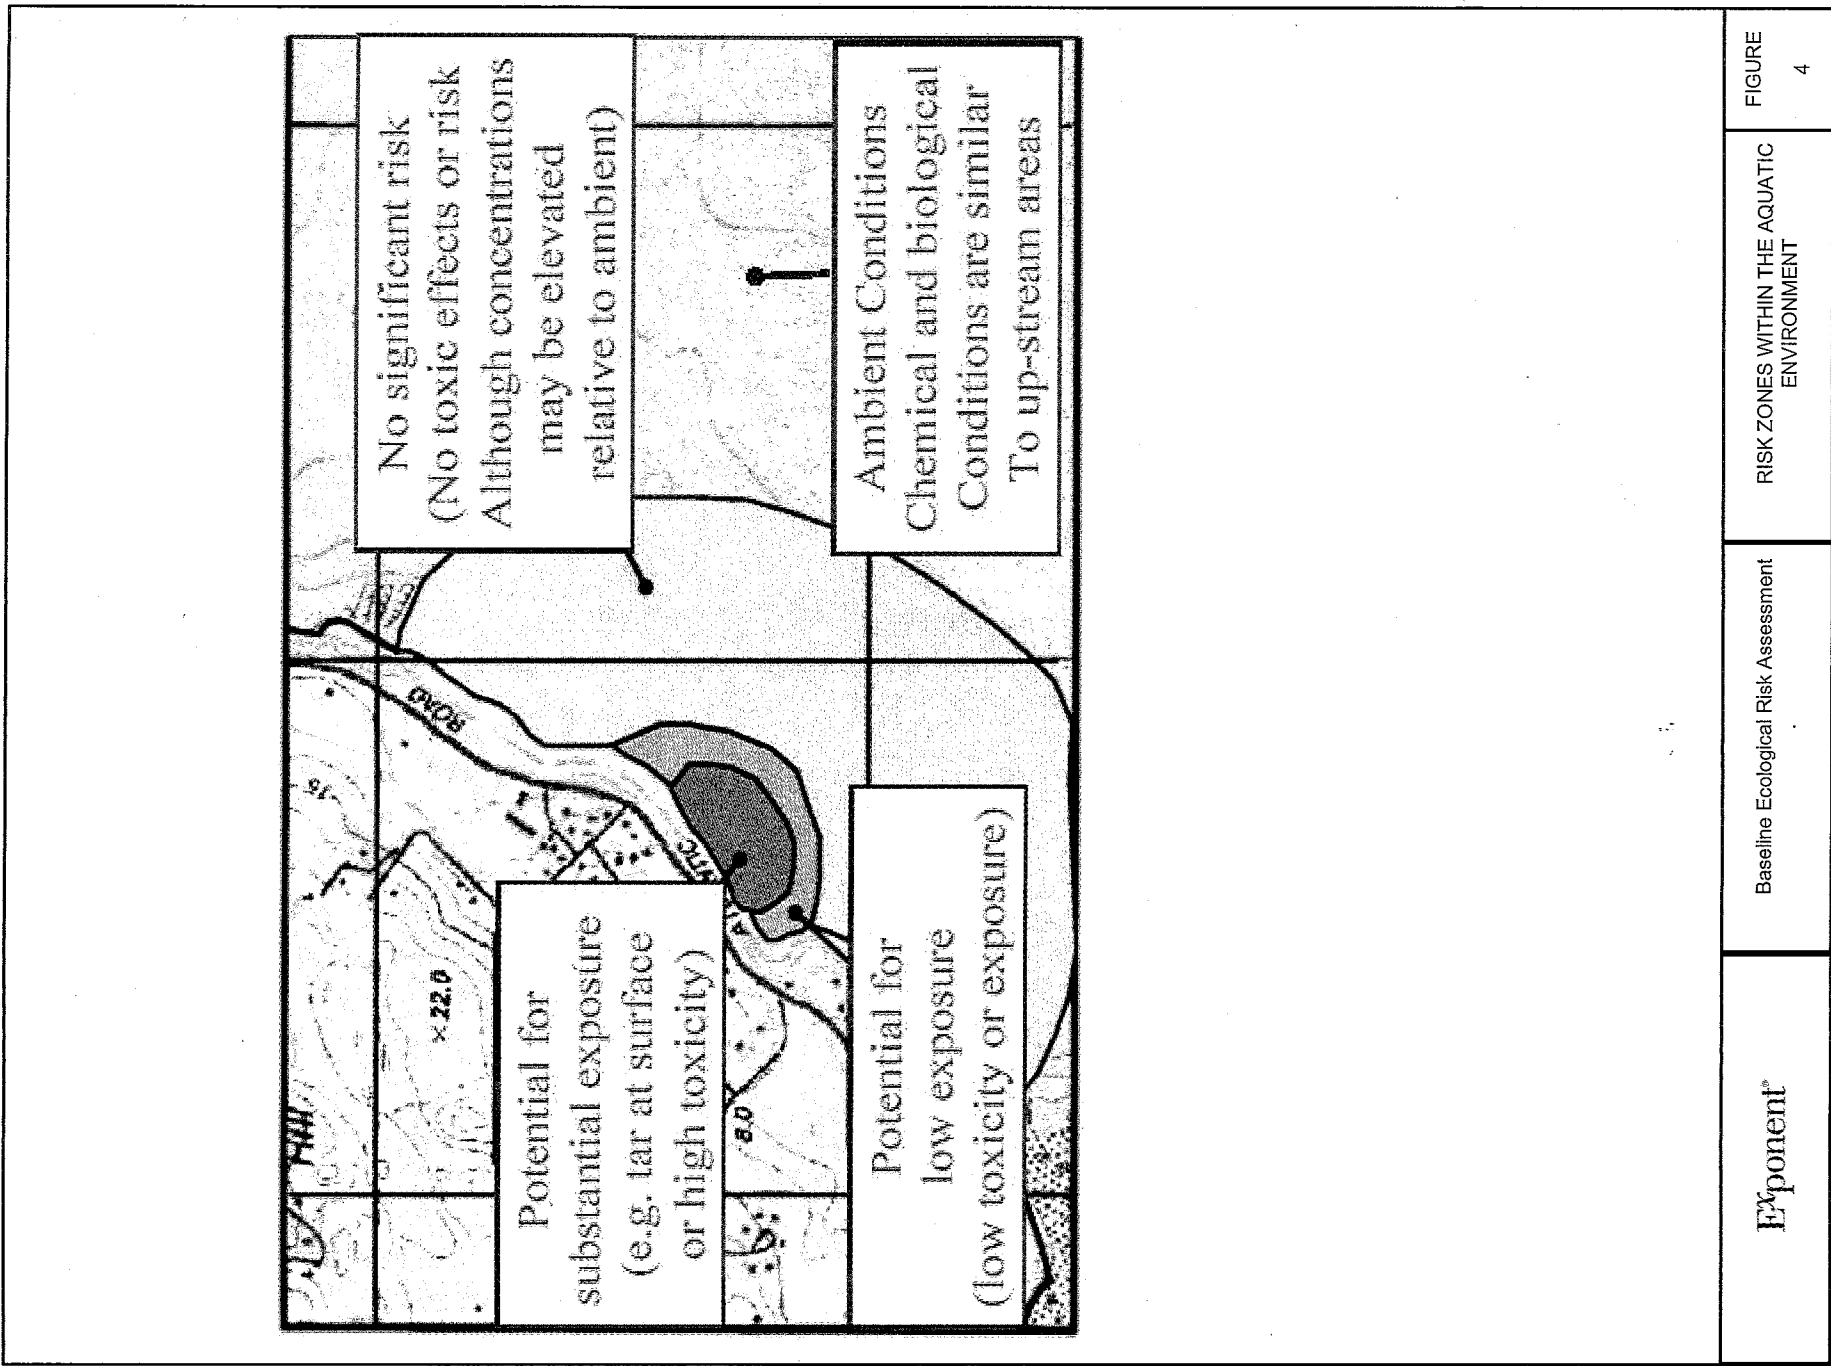 No significant risk
(No toxic effects or risk
Although concentrations
may be elevated
relative to ambient)
Ambient Conditions
Chemical and biological
Conditions are similar
To up-stream areas
Potential for
substantial exposure
(e.g. tar at surface
or high toxicity)
Potential for
low exposure
(low toxicity or exposure)
ROAD
15
× 22.0
8.0
Exponent®
Baseline Ecological Risk Assessment
RISK ZONES WITHIN THE AQUATIC
ENVIRONMENT
FIGURE
4